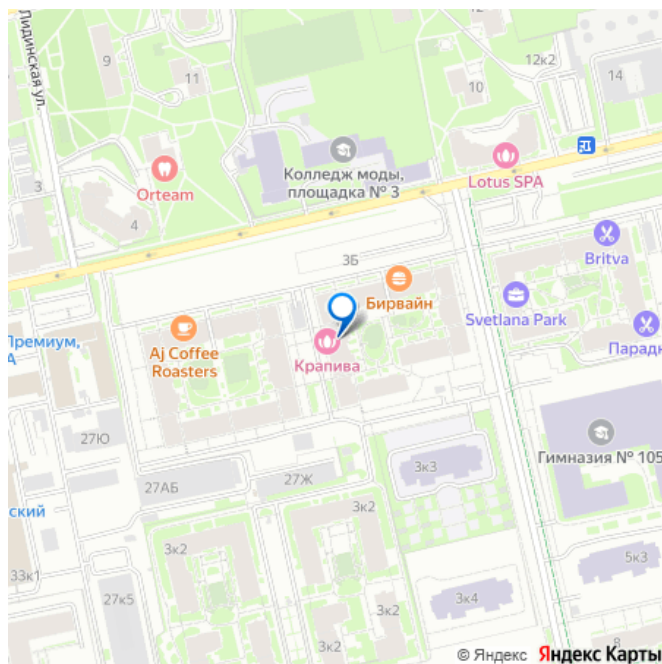 Лидинская ул.
9
11
12к2
14
10
Колледж моды,
площадка № 3
Lotus SPA
Orteam
3
4
3Б
Britva
Бирвайн
Svetlana Park
Премиум,
А
Aj Coffee
Roasters
Крапива
Парадк
27Ю
Гимназия № 105
27АБ
27Ж
3к3
ский
3к2
3к2
3к2
33к1
27к5
5к3
3к4
3к2
3к2
8
© Яндекс Яндекс Карты